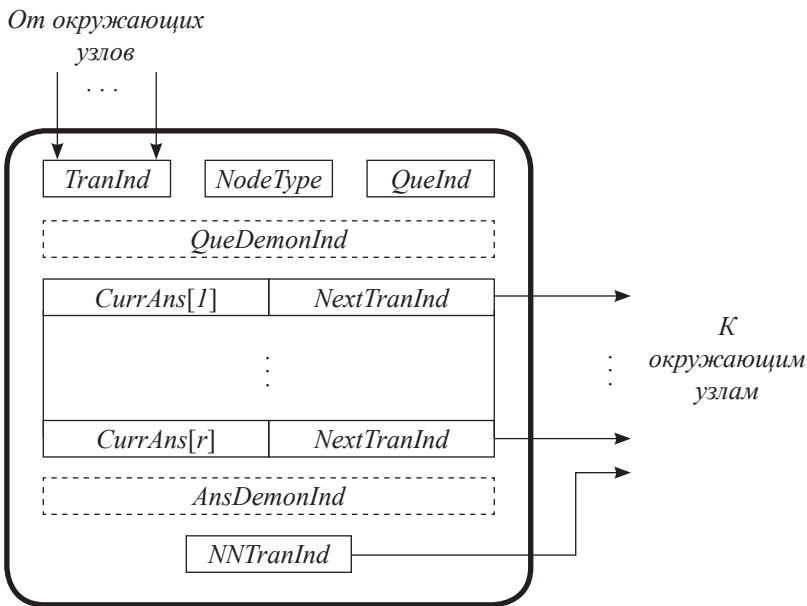 От окружающих
узлов
. . .
TranInd NodeType QueInd
QueDemonInd
CurrAns[1] NextTranInd
К
окружающим
узлам
CurrAns[r] NextTranInd
AnsDemonInd
NNTranInd